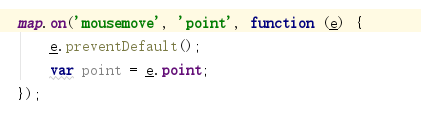 map.on('mousemove', 'point', function (e) {
    e.preventDefault();
    var point = e.point;
});